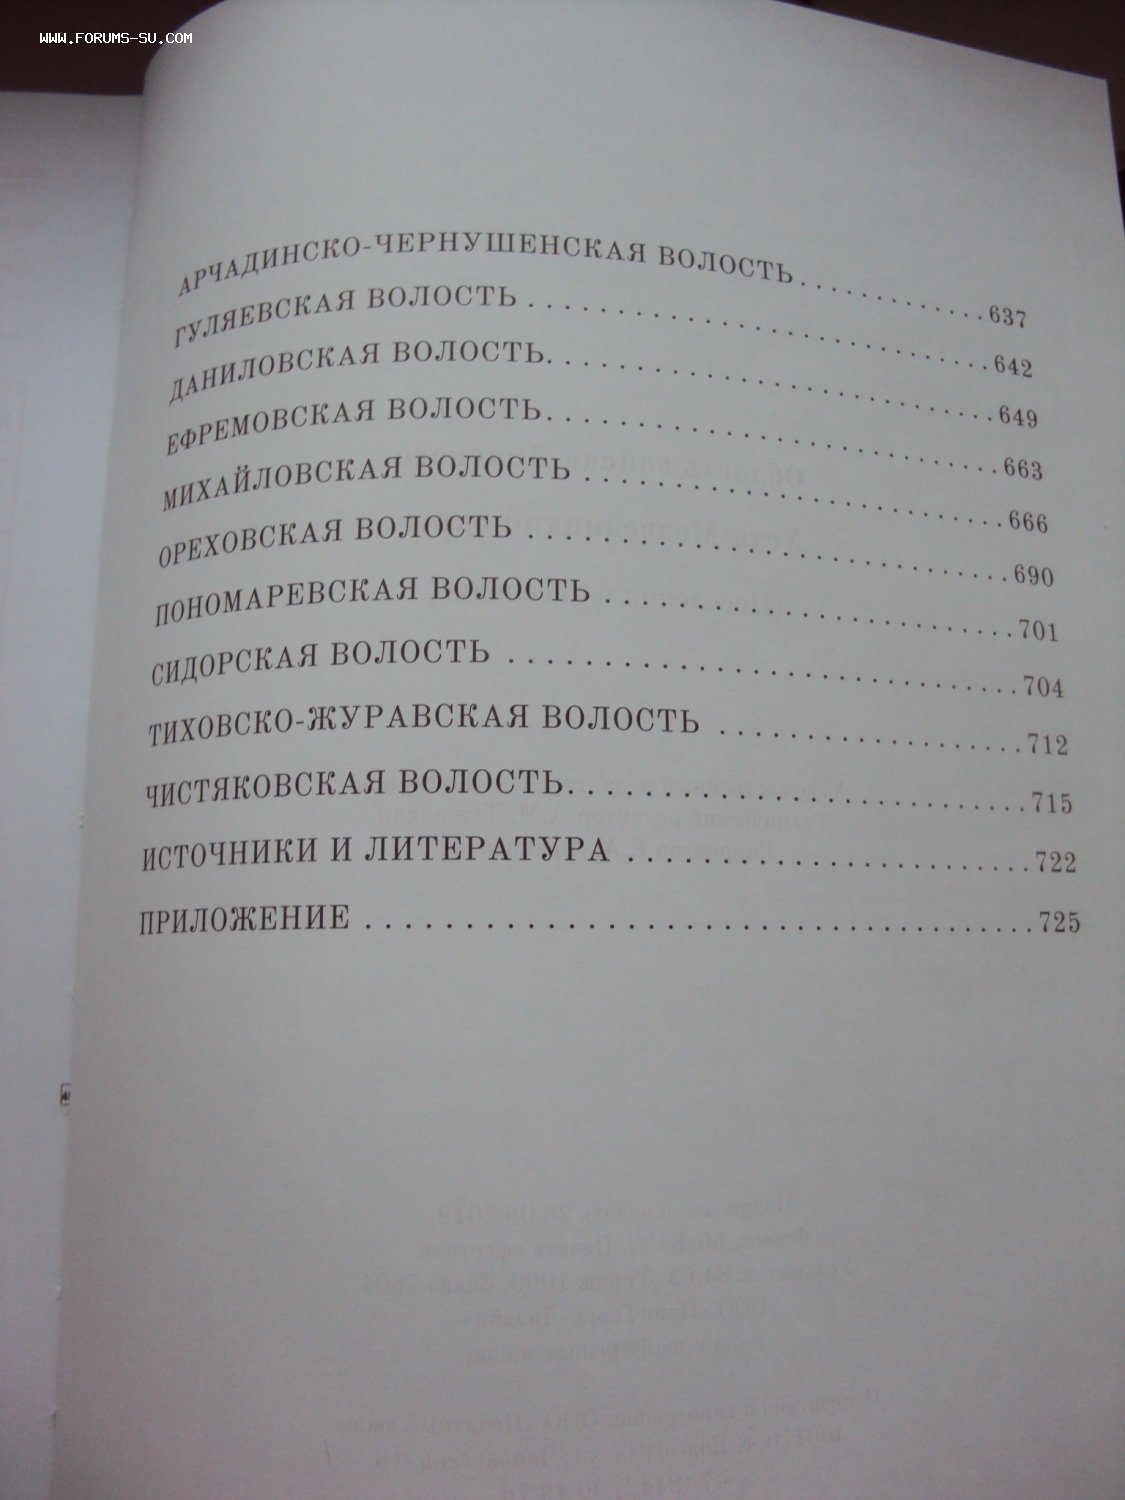 www.forums-su.com
АРЧАДИНСКО-ЧЕРНУШЕНСКАЯ ВОЛОСТЬ. . . . . . . . . . . . 637
ГУЛЯЕВСКАЯ ВОЛОСТЬ . . . . . . . . . . . . . . . . . . . . . . . . . . . . 642
ДАНИЛОВСКАЯ ВОЛОСТЬ. . . . . . . . . . . . . . . . . . . . . . . . . . . 649
ЕФРЕМОВСКАЯ ВОЛОСТЬ. . . . . . . . . . . . . . . . . . . . . . . . . . . 663
МИХАЙЛОВСКАЯ ВОЛОСТЬ . . . . . . . . . . . . . . . . . . . . . . . . . 666
ОРЕХОВСКАЯ ВОЛОСТЬ . . . . . . . . . . . . . . . . . . . . . . . . . . . . 690
ПОНОМАРЕВСКАЯ ВОЛОСТЬ . . . . . . . . . . . . . . . . . . . . . . . . 701
СИДОРСКАЯ ВОЛОСТЬ . . . . . . . . . . . . . . . . . . . . . . . . . . . . . 704
ТИХОВСКО-ЖУРАВСКАЯ ВОЛОСТЬ . . . . . . . . . . . . . . . . . . 712
ЧИСТЯКОВСКАЯ ВОЛОСТЬ. . . . . . . . . . . . . . . . . . . . . . . . . . 715
ИСТОЧНИКИ И ЛИТЕРАТУРА . . . . . . . . . . . . . . . . . . . . . . . 722
ПРИЛОЖЕНИЕ . . . . . . . . . . . . . . . . . . . . . . . . . . . . . . . . . . 725